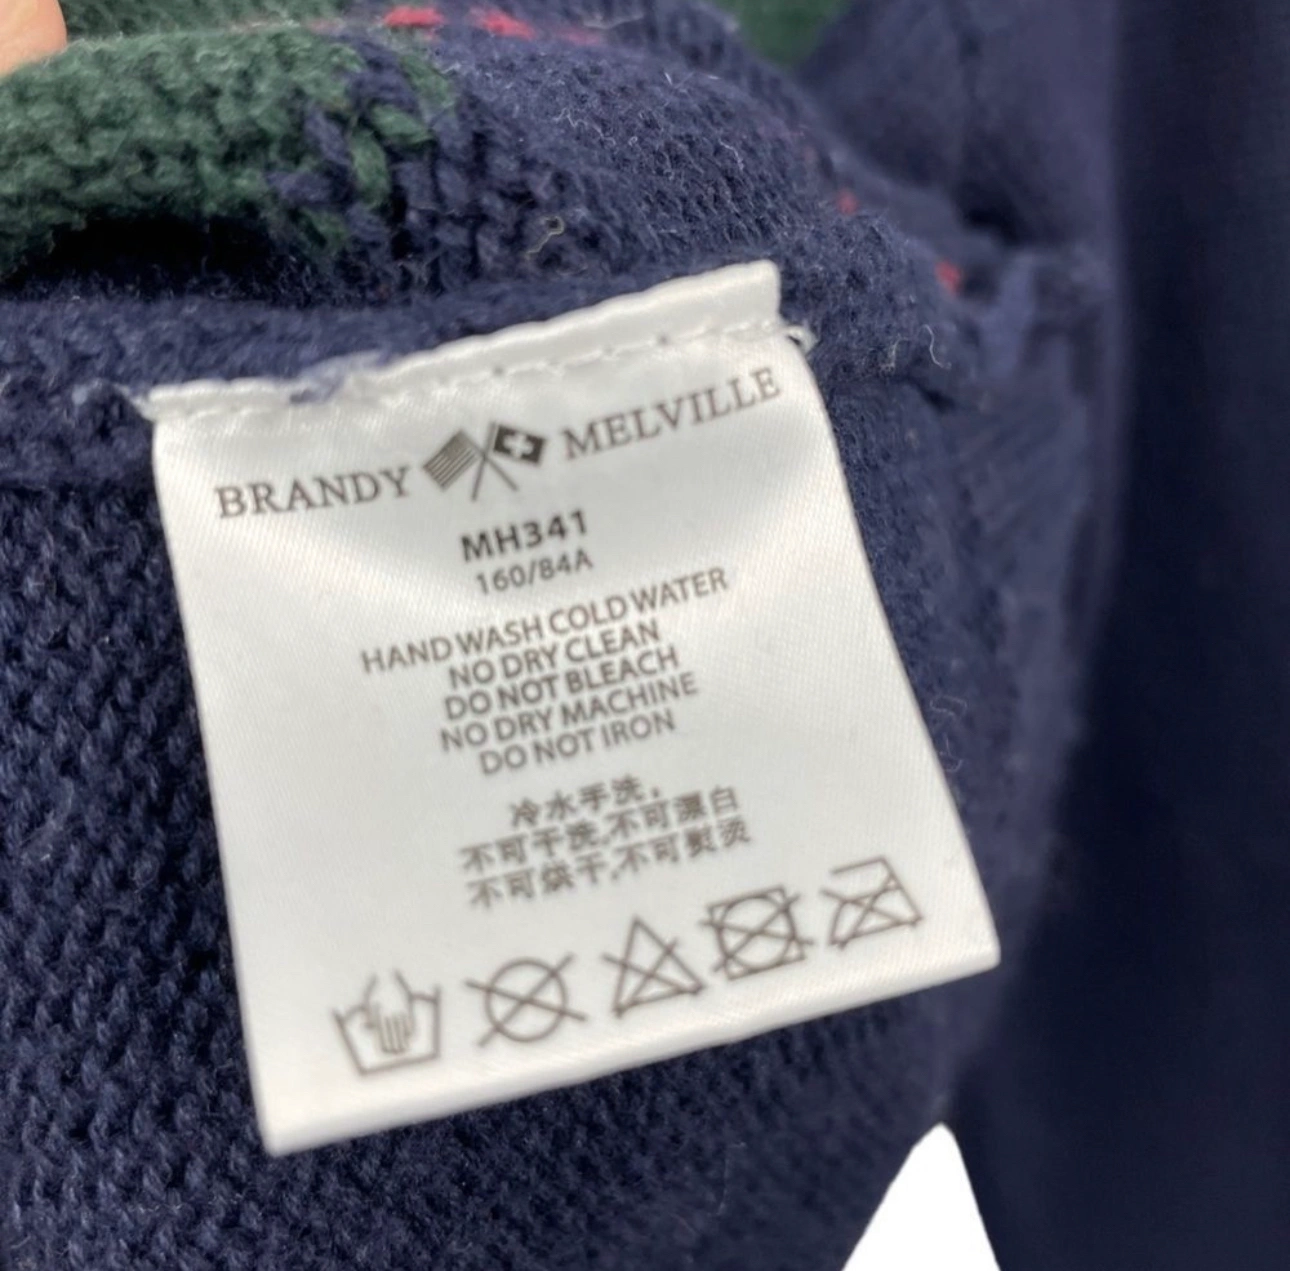 BRANDY MELVILLE
MH341
160/84A
HAND WASH COLD WATER
NO DRY CLEAN
DO NOT BLEACH
NO DRY MACHINE
DO NOT IRON
冷水手洗.
不可干洗,不可漂白
不可烘干,不可熨烫